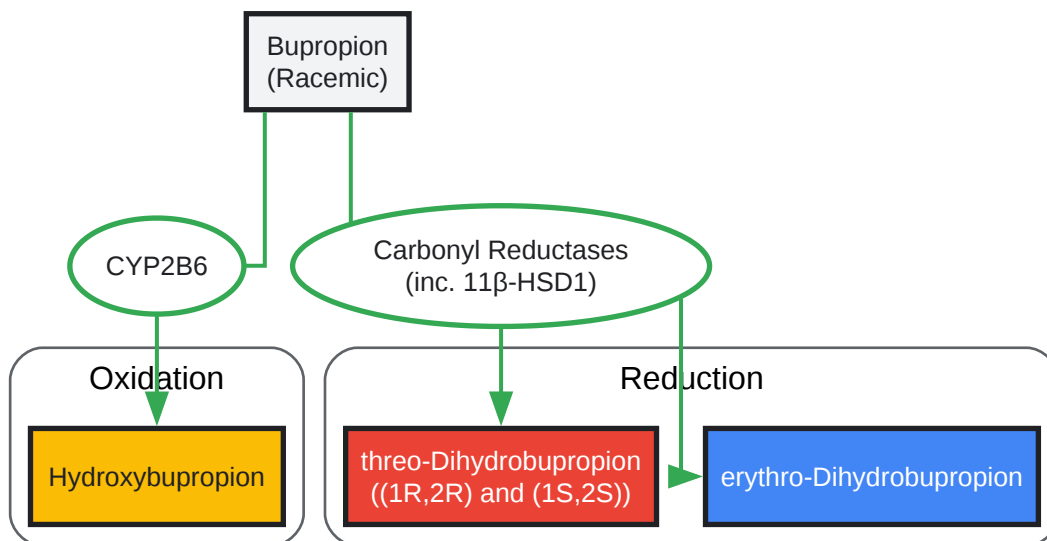 Bupropion
(Racemic)
CYP2B6
Carbonyl Reductases
(inc. 11β-HSD1)
Oxidation
Reduction
Hydroxybupropion
threo-Dihydrobupropion
((1R,2R) and (1S,2S))
erythro-Dihydrobupropion